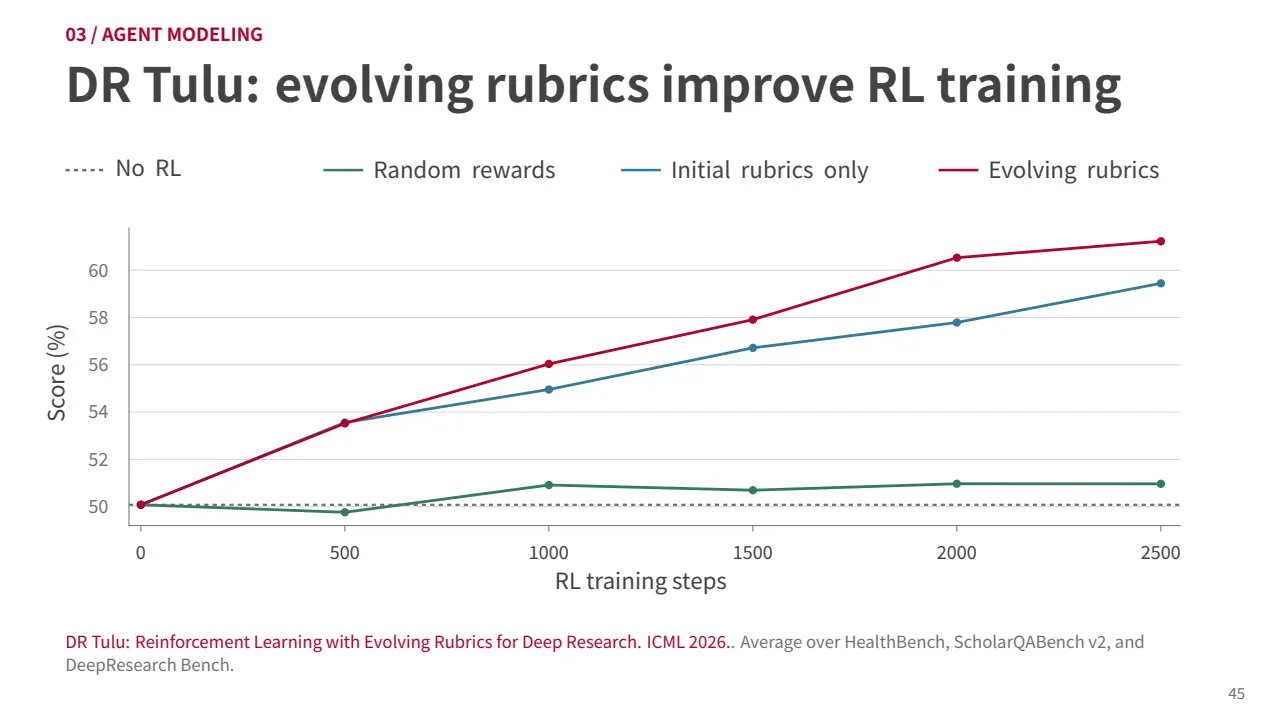 03 / AGENT MODELING
DR Tulu: evolving rubrics improve RL training
No RL
Random rewards
Initial rubrics only
Evolving rubrics
Score (%)
60
58
56
54
52
50
0 500 1000 1500 2000 2500
RL training steps
DR Tulu: Reinforcement Learning with Evolving Rubrics for Deep Research. ICML 2026.. Average over HealthBench, ScholarQABench v2, and
DeepResearch Bench.
45